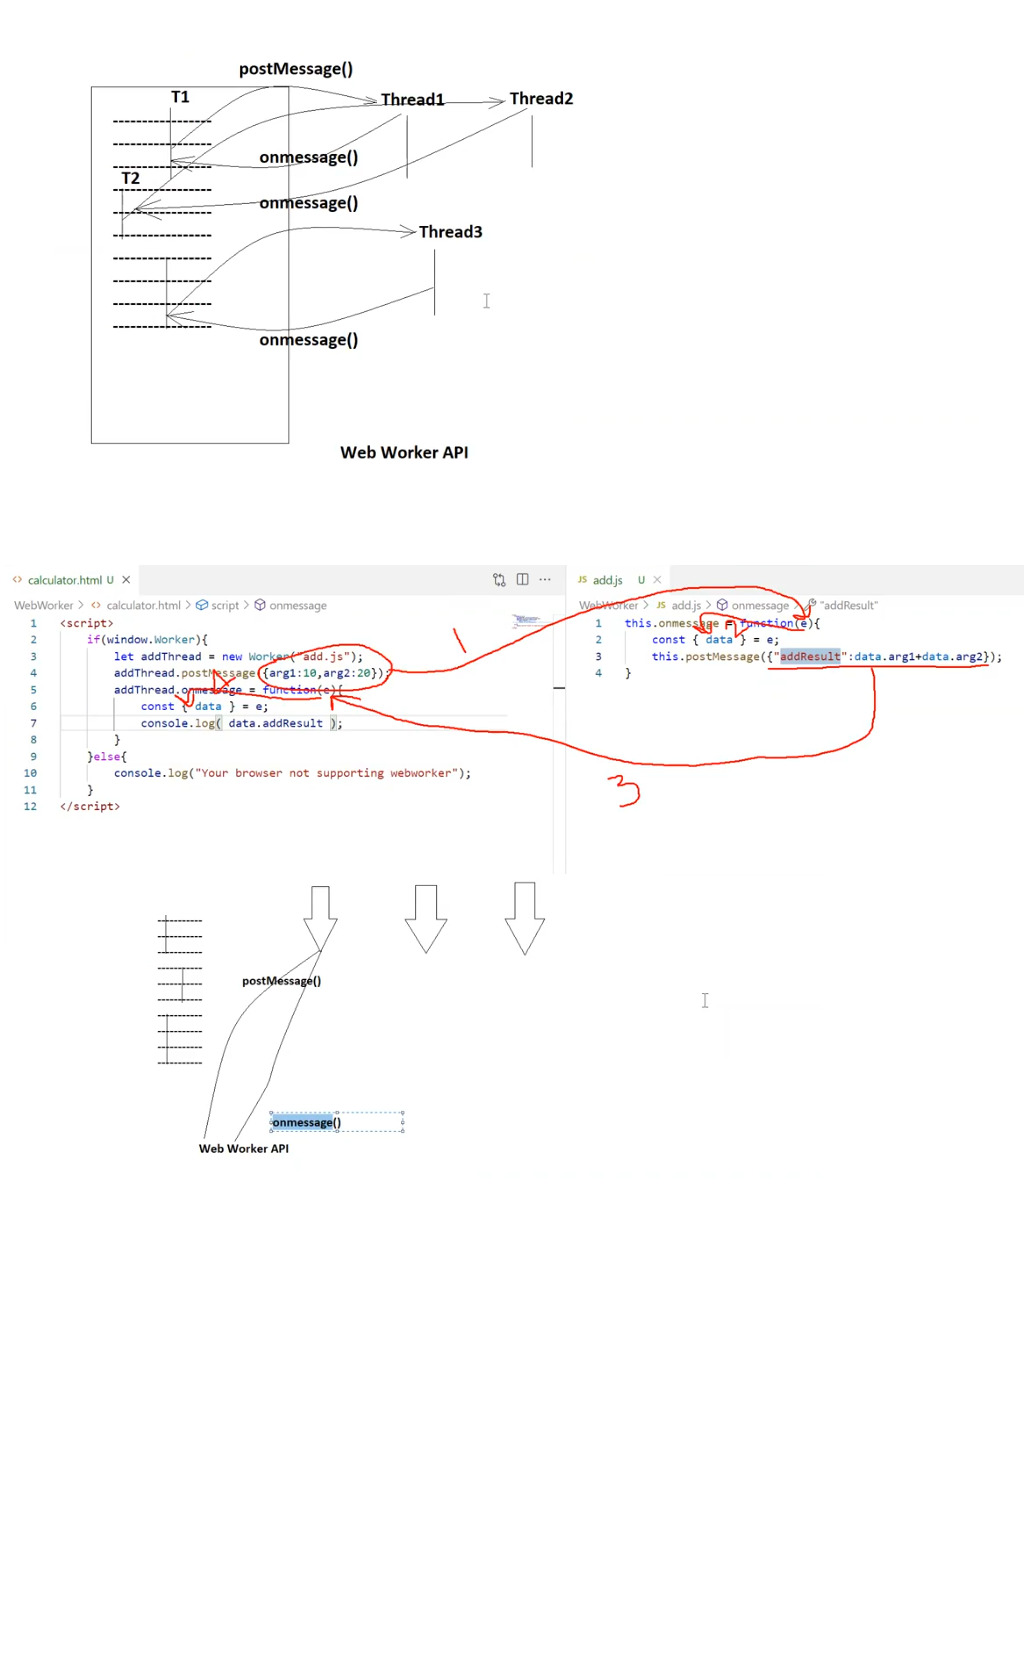 postMessage()
T1
Thread1
Thread2
onmessage()
T2
onmessage()
Thread3
onmessage()
Web Worker API
calculator.html U
WebWorker > calculator.html > script > onmessage
1 <script>
2 if(window.Worker){
3 let addThread = new Worker("add.js");
4 addThread.postMessage({arg1:10,arg2:20});
5 addThread.onmessage = function(e){
6 const { data } = e;
7 console.log( data.addResult );
8 }
9 }else{
10 console.log("Your browser not supporting webworker");
11 }
12 </script>
JS add.js U
WebWorker > JS add.js > onmessage > "addResult"
1 this.onmessage = function(e){
2 const { data } = e;
3 this.postMessage({"addResult":data.arg1+data.arg2});
4 }
1
3
postMessage()
onmessage()
Web Worker API